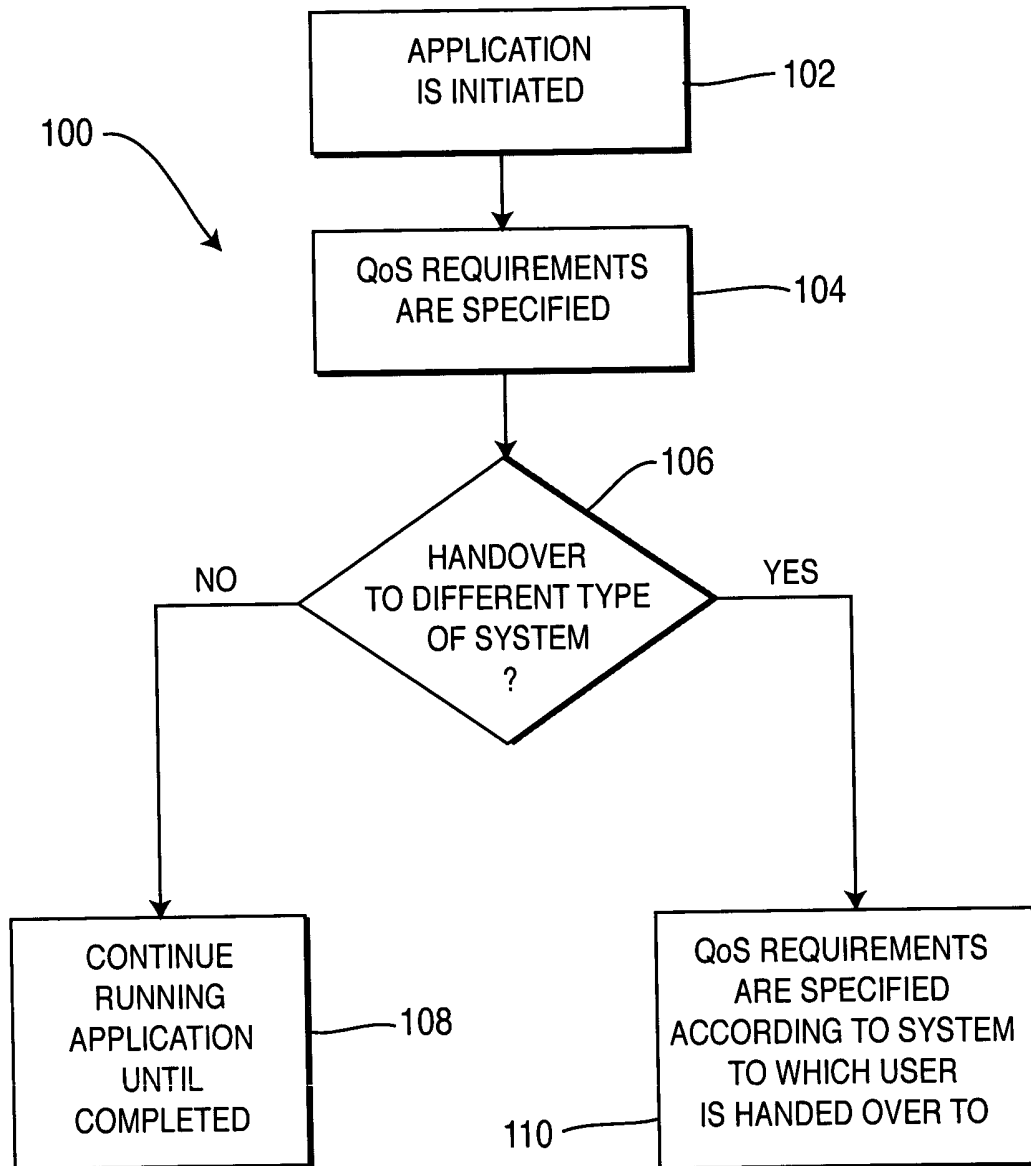 APPLICATION
IS INITIATED
102
100
QoS REQUIREMENTS
ARE SPECIFIED
104
106
HANDOVER
TO DIFFERENT TYPE
OF SYSTEM
?
NO
YES
CONTINUE
RUNNING
APPLICATION
UNTIL
COMPLETED
108
QoS REQUIREMENTS
ARE SPECIFIED
ACCORDING TO SYSTEM
TO WHICH USER
IS HANDED OVER TO
110